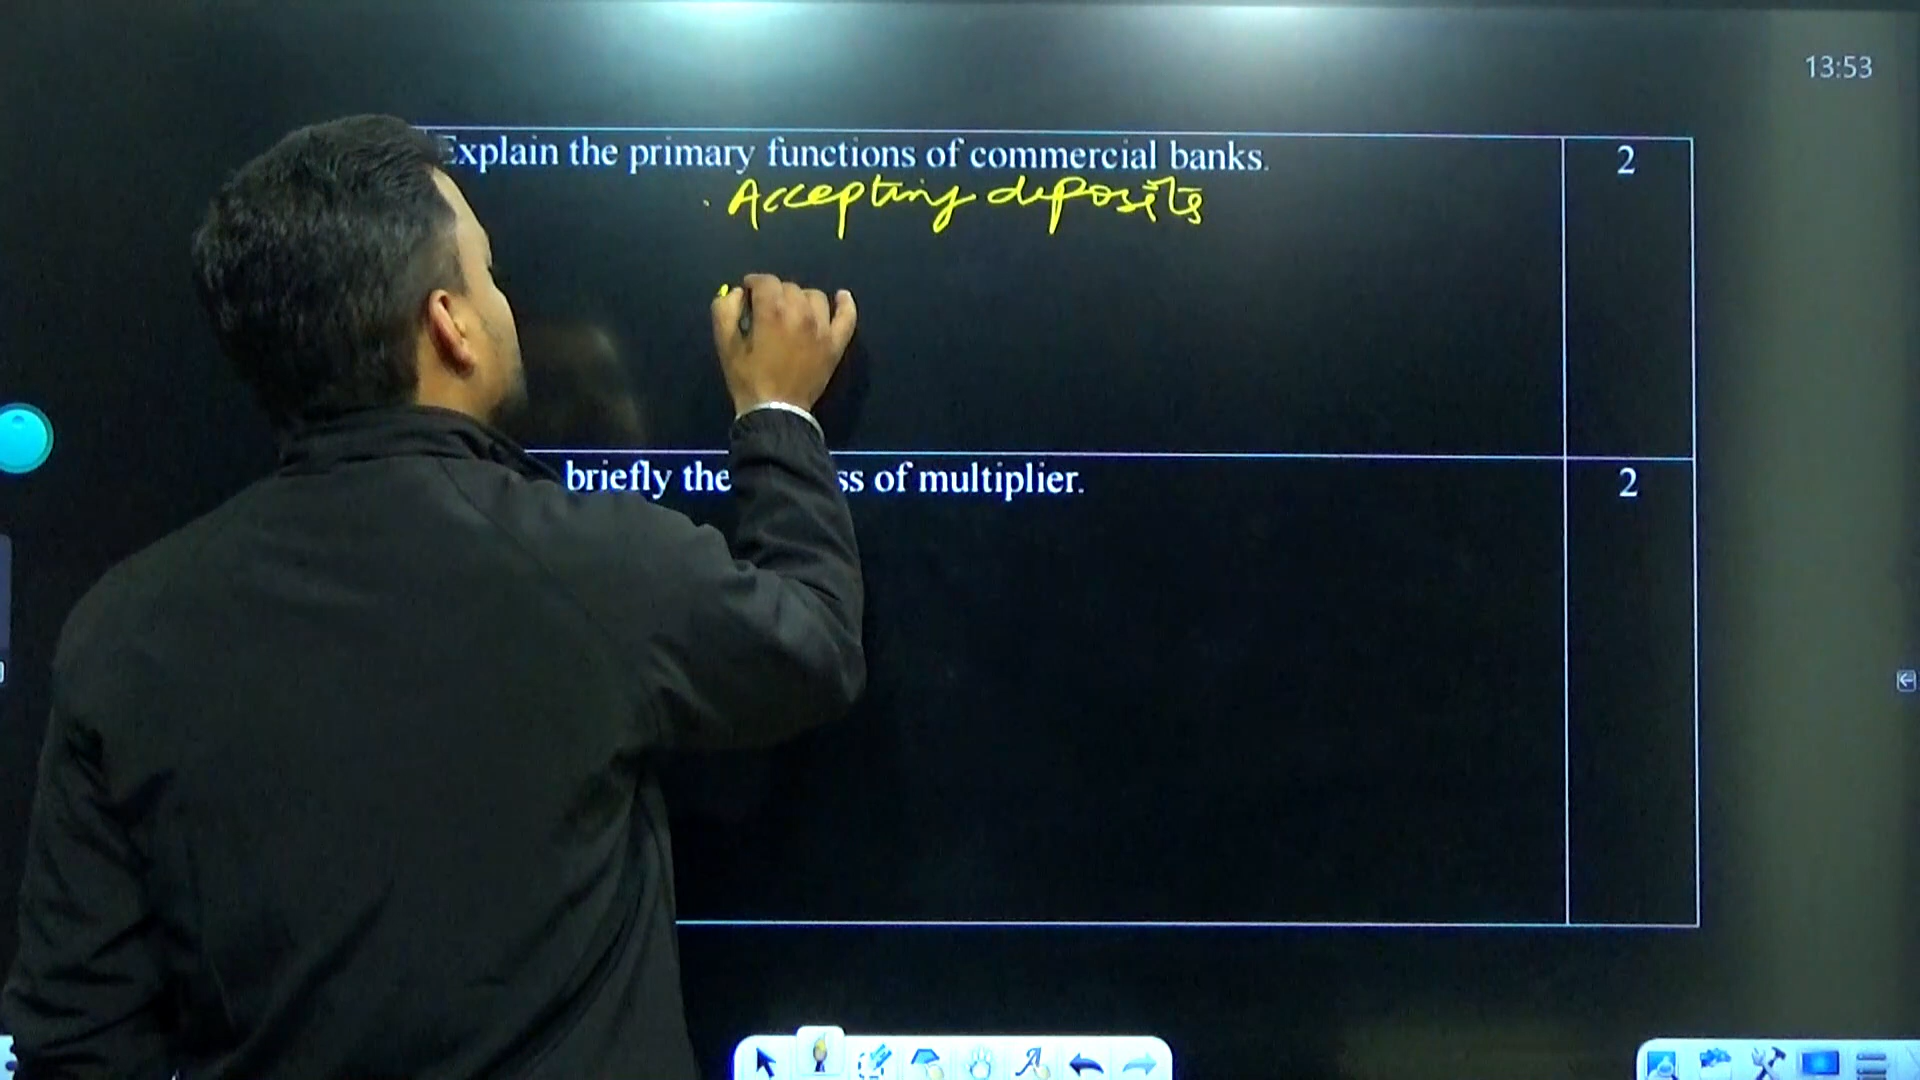 13:53
Explain the primary functions of commercial banks. 2
. Accepting deposits
briefly the ss of multiplier. 2